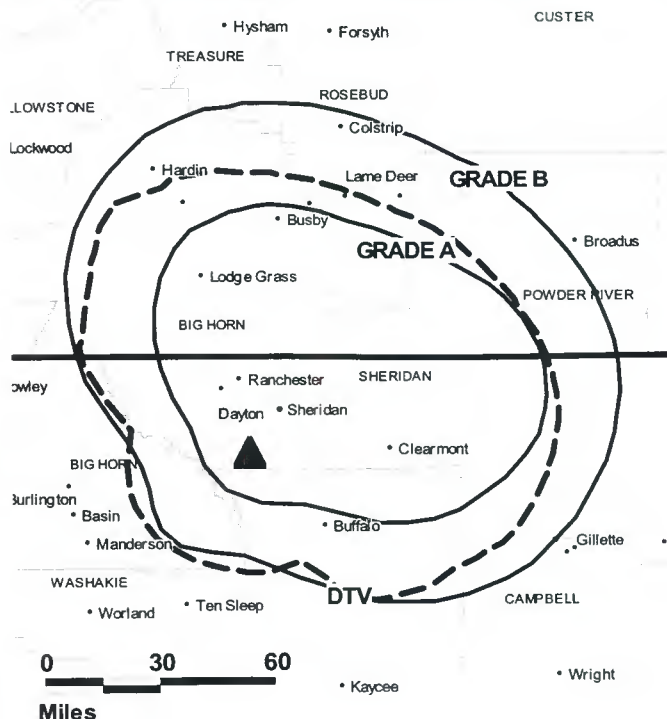 CUSTER
Hysham
Forsyth
TREASURE
ROSEBUD
LLOWSTONE
Colstrip
Lockwood
Hardin
Lame Deer
GRADE B
Busby
Broadus
GRADE A
Lodge Grass
POWDER RIVER
BIG HORN
Ranchester
SHERIDAN
owley
Dayton
Sheridan
Clearmont
BIG HORN
Burlington
Basin
Buffalo
Manderson
Gillette
WASHAKIE
DTV
CAMPBELL
Worland
Ten Sleep
0 30 60
Wright
Kaycee
Miles